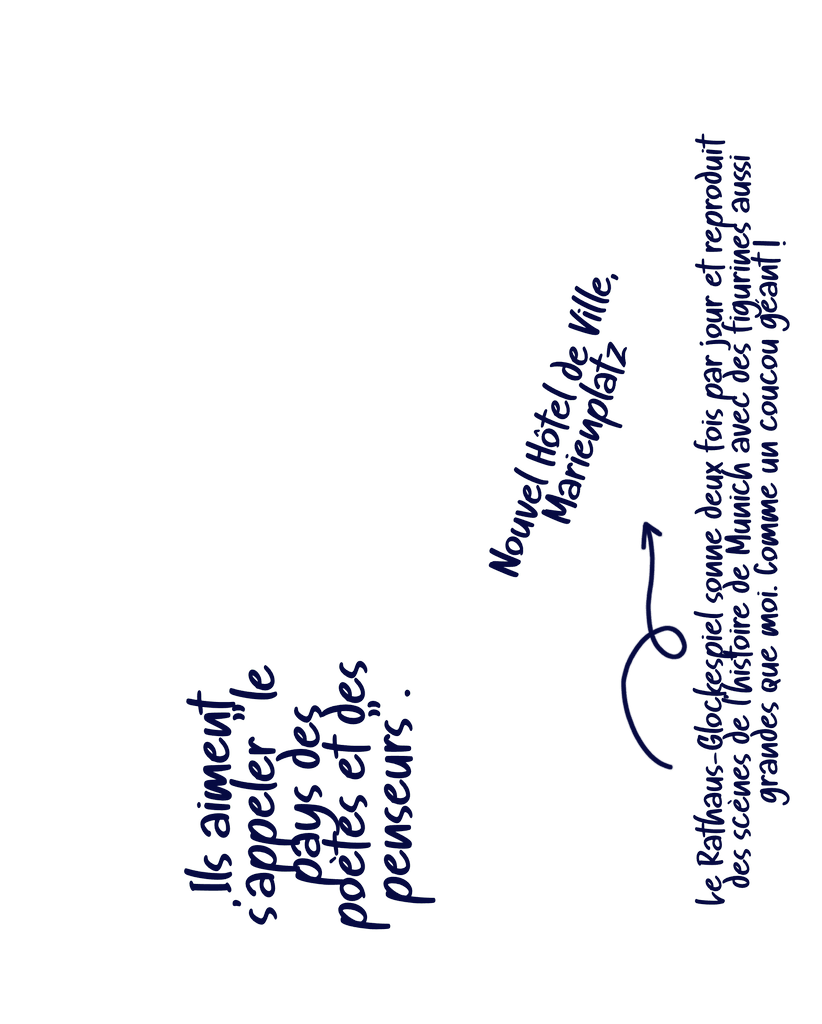 Ils aiment
s'appeler "le
pays des
poètes et des
penseurs".
Nouvel Hôtel de Ville,
Marienplatz
Le Rathaus-Glockespiel sonne deux fois par jour et reproduit
des scènes de l'histoire de Munich avec des figurines aussi
grandes que moi. Comme un coucou géant !